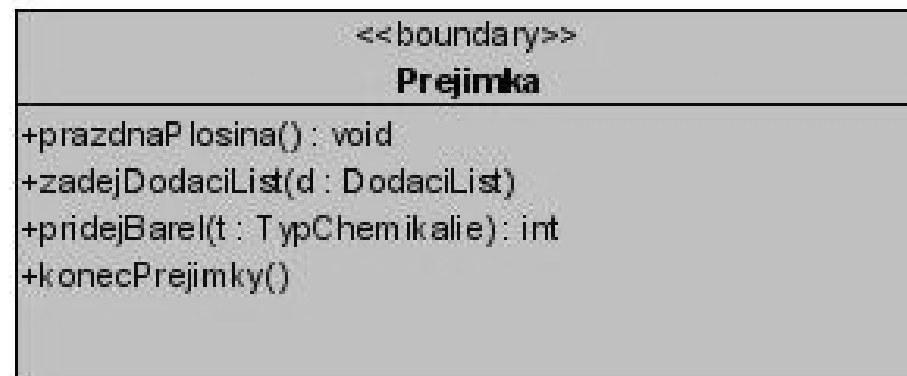 <<boundary>>
Prejimka
+prazdnaPlosina() : void
+zadejDodaciList(d : DodaciList)
+pridejBarel(t : TypChemikalie) : int
+konecPrejimky()